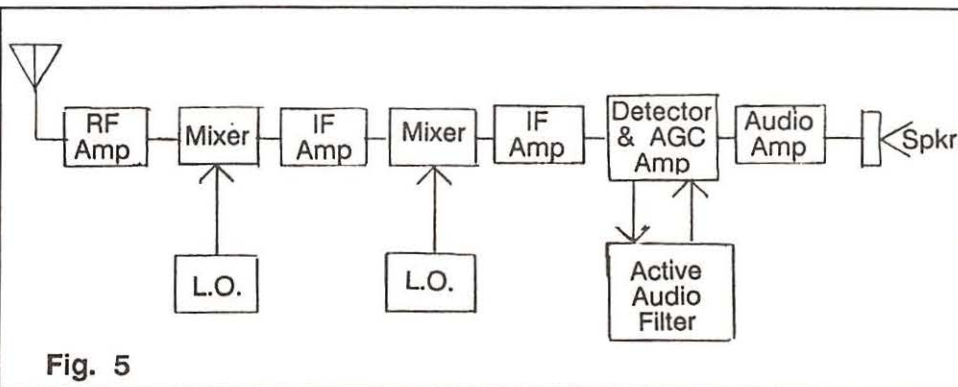 RF
Amp
Mixer
IF
Amp
Mixer
IF
Amp
Detector
& AGC
Amp
Audio
Amp
Spkr
L.O.
L.O.
Active
Audio
Filter
Fig. 5